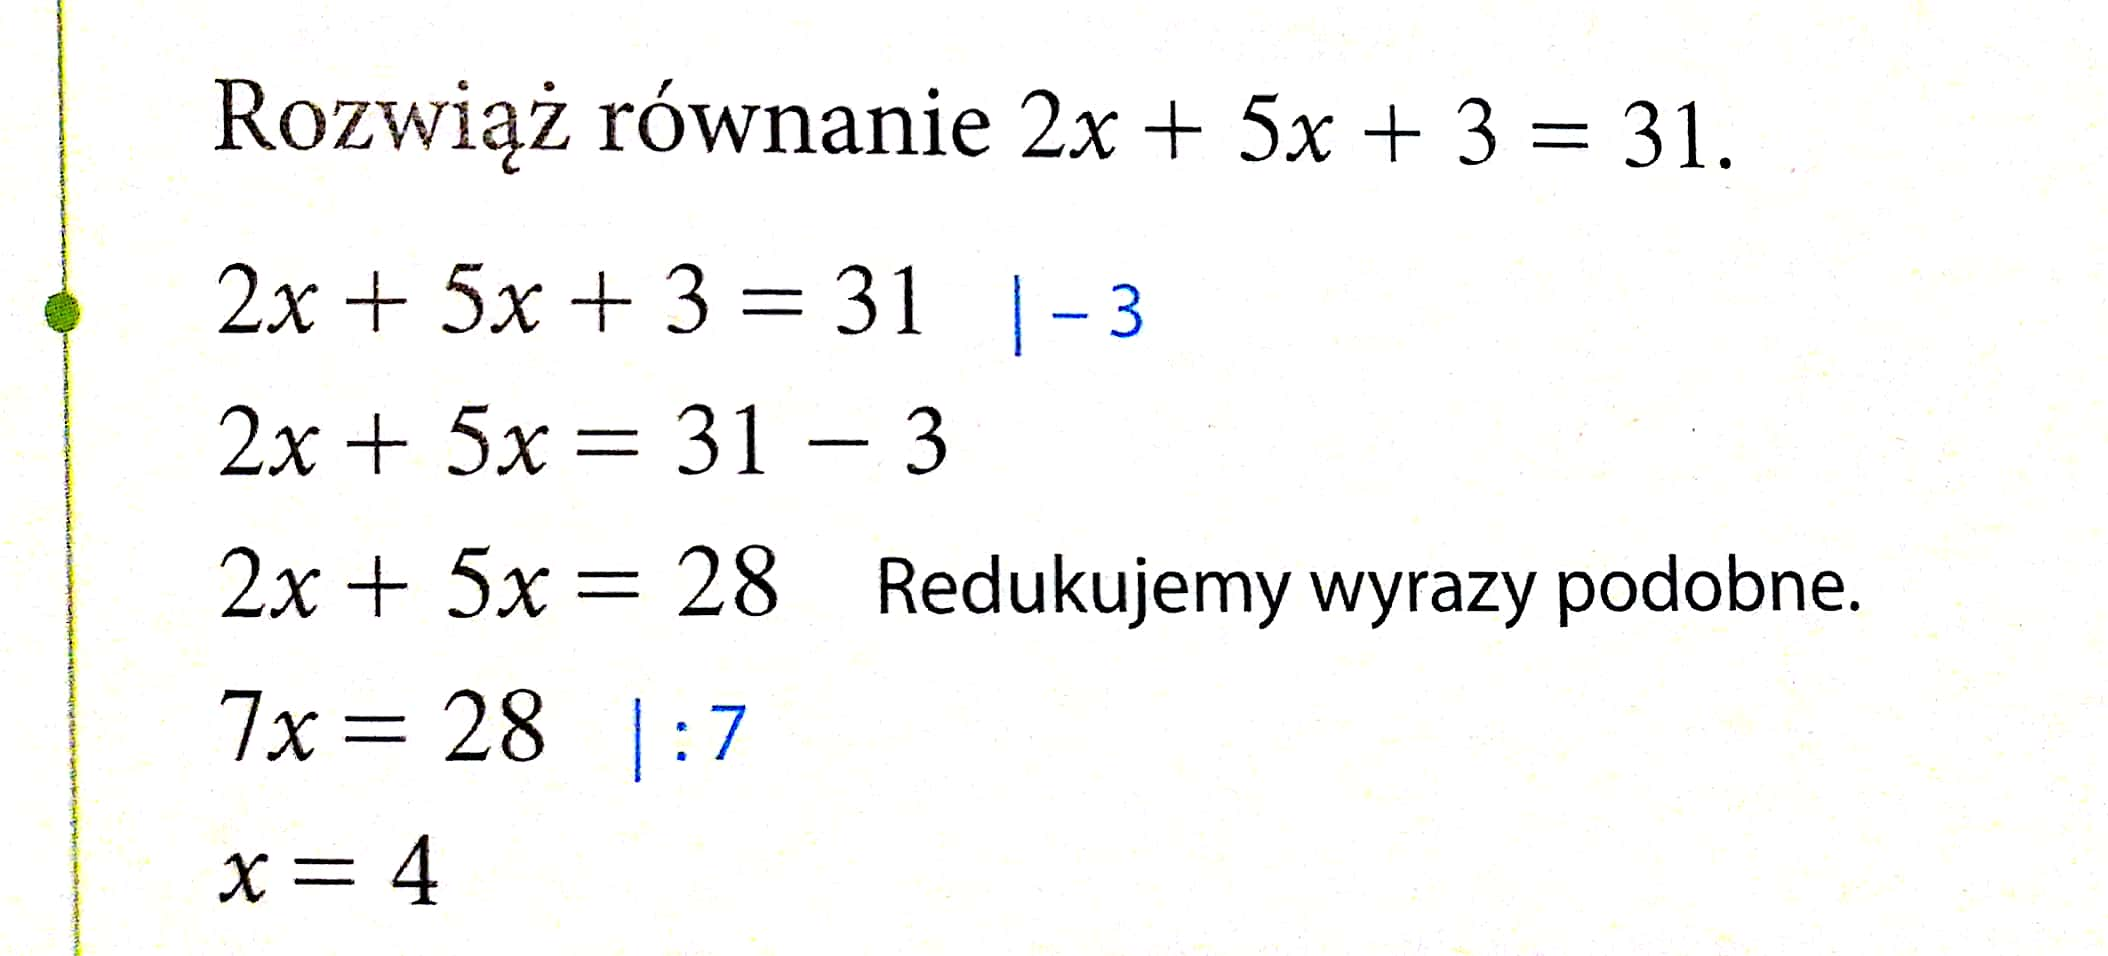 Rozwiąż równanie 2x + 5x + 3 = 31.
2x + 5x + 3 = 31 | – 3
2x + 5x = 31 – 3
2x + 5x = 28 Redukujemy wyrazy podobne.
7x = 28 | : 7
x = 4